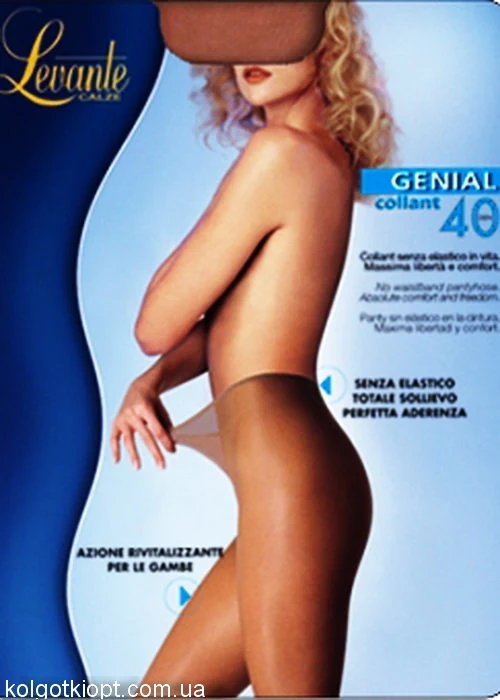 Levante
CALZE
GENIAL
collant 40
Collant senza elastico in vita.
Massima libertà e comfort.
No waistband pantyhose.
Absolute comfort and freedom.
Panty sin elástico en la cintura.
Maxima libertad y confort.
SENZA ELASTICO
TOTALE SOLLIEVO
PERFETTA ADERENZA
AZIONE RIVITALIZZANTE
PER LE GAMBE
kolgotkiopt.com.ua